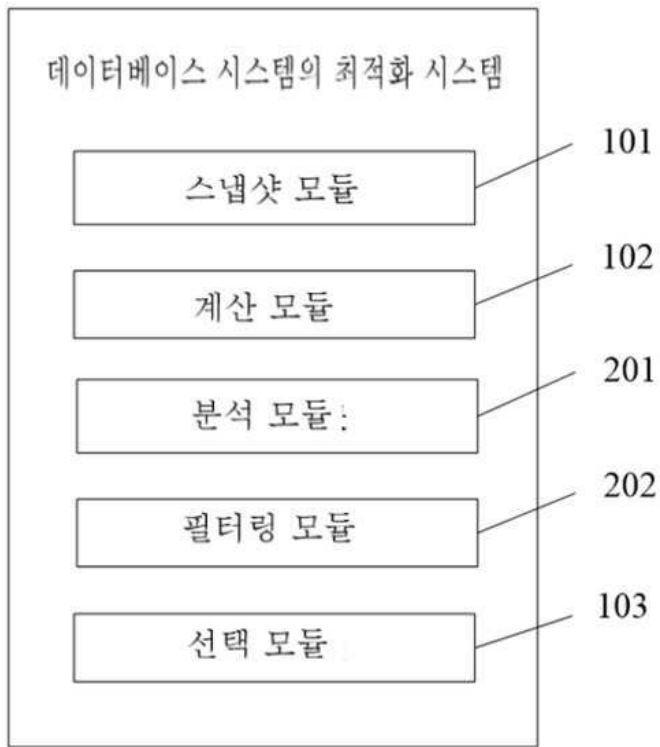 데이터베이스 시스템의 최적화 시스템
스냅샷 모듈
101
계산 모듈
102
분석 모듈
201
필터링 모듈
202
선택 모듈
103